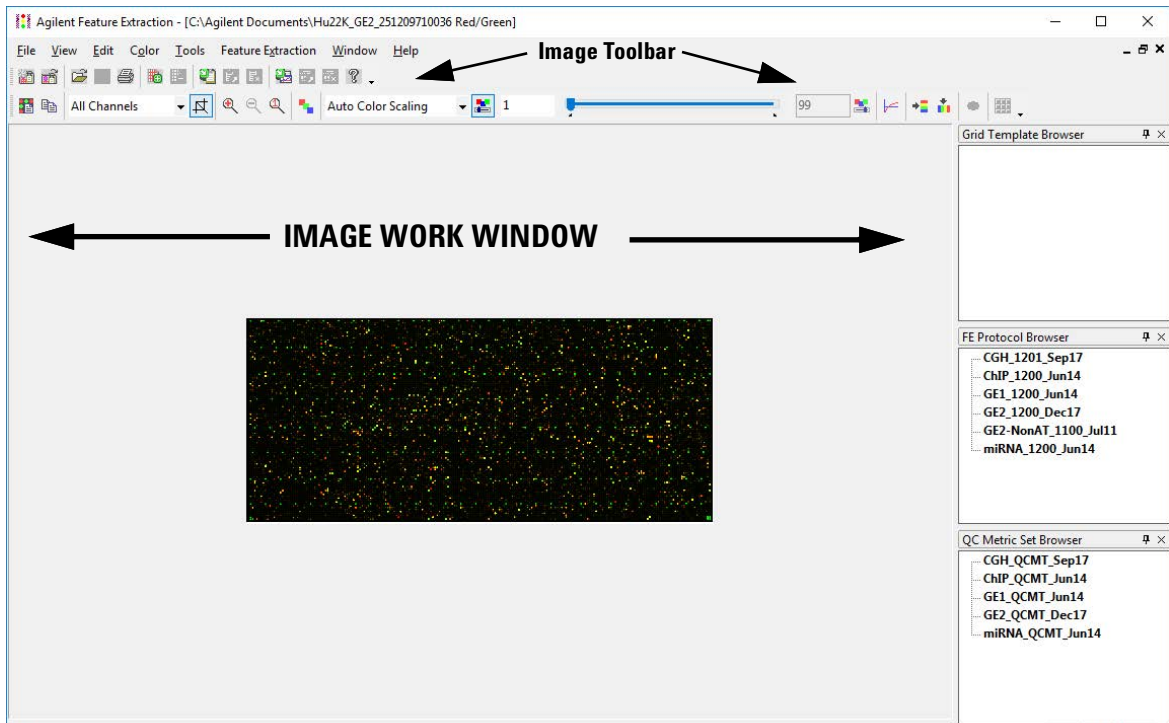 Agilent Feature Extraction - [C:\Agilent Documents\Hu22K_GE2_251209710036 Red/Green]
File View Edit Color Tools Feature Extraction Window Help
Image Toolbar
All Channels Auto Color Scaling 1 99
IMAGE WORK WINDOW
Grid Template Browser
FE Protocol Browser
CGH_1201_Sep17
ChIP_1200_Jun14
GE1_1200_Jun14
GE2_1200_Dec17
GE2-NonAT_1100_Jul11
miRNA_1200_Jun14
QC Metric Set Browser
CGH_QCMT_Sep17
ChIP_QCMT_Jun14
GE1_QCMT_Jun14
GE2_QCMT_Dec17
miRNA_QCMT_Jun14